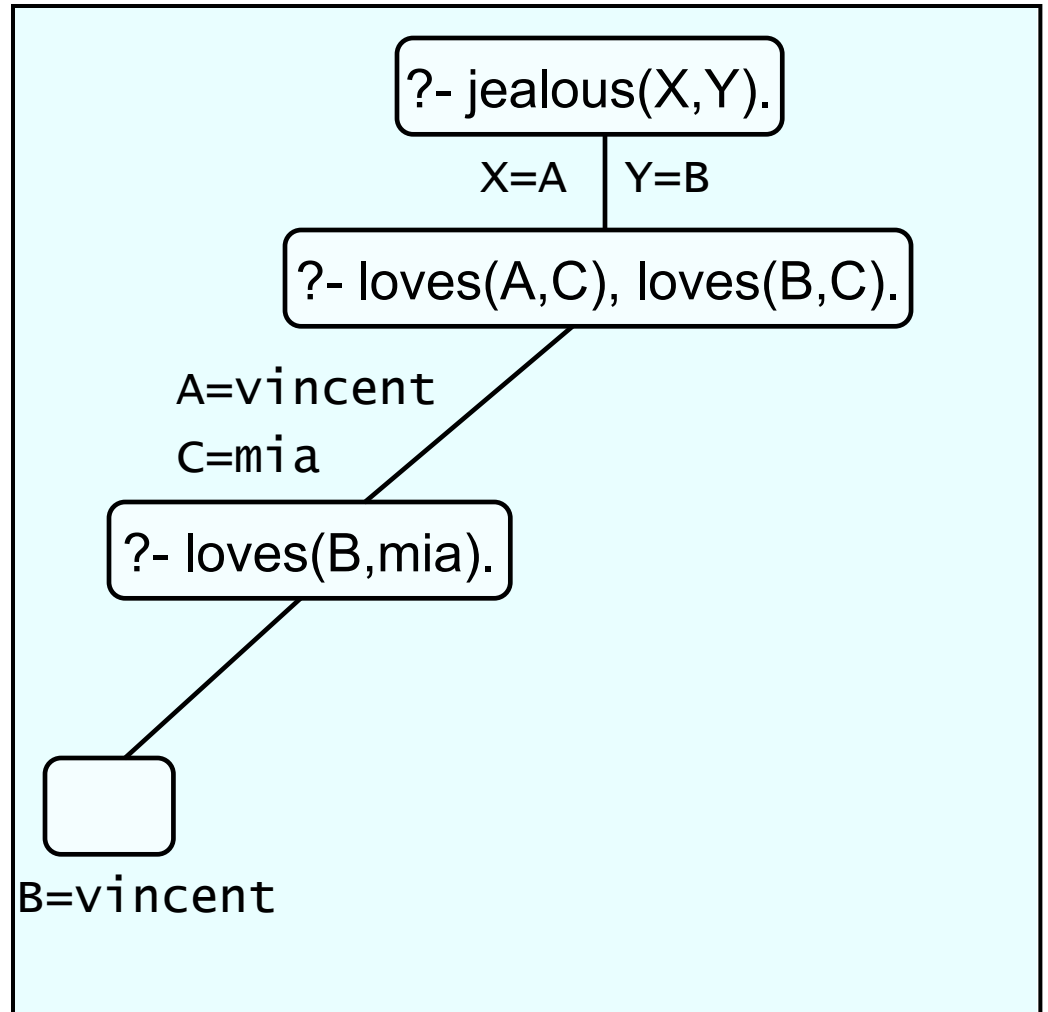 ?- jealous(X,Y).
X=A Y=B
?- loves(A,C), loves(B,C).
A=vincent
C=mia
?- loves(B,mia).
B=vincent